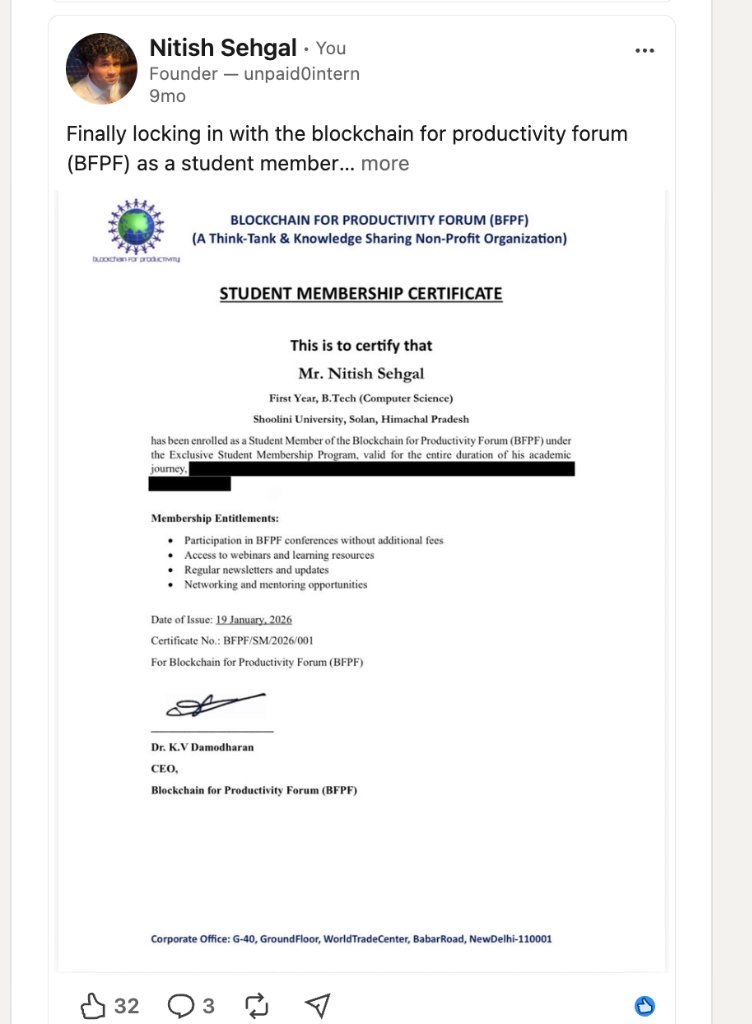 Nitish Sehgal · You
Founder — unpaid0intern
9mo
Finally locking in with the blockchain for productivity forum
(BFPF) as a student member... more
blockchain for productivity
BLOCKCHAIN FOR PRODUCTIVITY FORUM (BFPF)
(A Think-Tank & Knowledge Sharing Non-Profit Organization)
STUDENT MEMBERSHIP CERTIFICATE
This is to certify that
Mr. Nitish Sehgal
First Year, B.Tech (Computer Science)
Shoolini University, Solan, Himachal Pradesh
has been enrolled as a Student Member of the Blockchain for Productivity Forum (BFPF) under
the Exclusive Student Membership Program, valid for the entire duration of his academic
journey,
Membership Entitlements:
• Participation in BFPF conferences without additional fees
• Access to webinars and learning resources
• Regular newsletters and updates
• Networking and mentoring opportunities
Date of Issue: 19 January, 2026
Certificate No.: BFPF/SM/2026/001
For Blockchain for Productivity Forum (BFPF)
Dr. K.V Damodharan
CEO,
Blockchain for Productivity Forum (BFPF)
Corporate Office: G-40, GroundFloor, WorldTradeCenter, BabarRoad, NewDelhi-110001
32
3